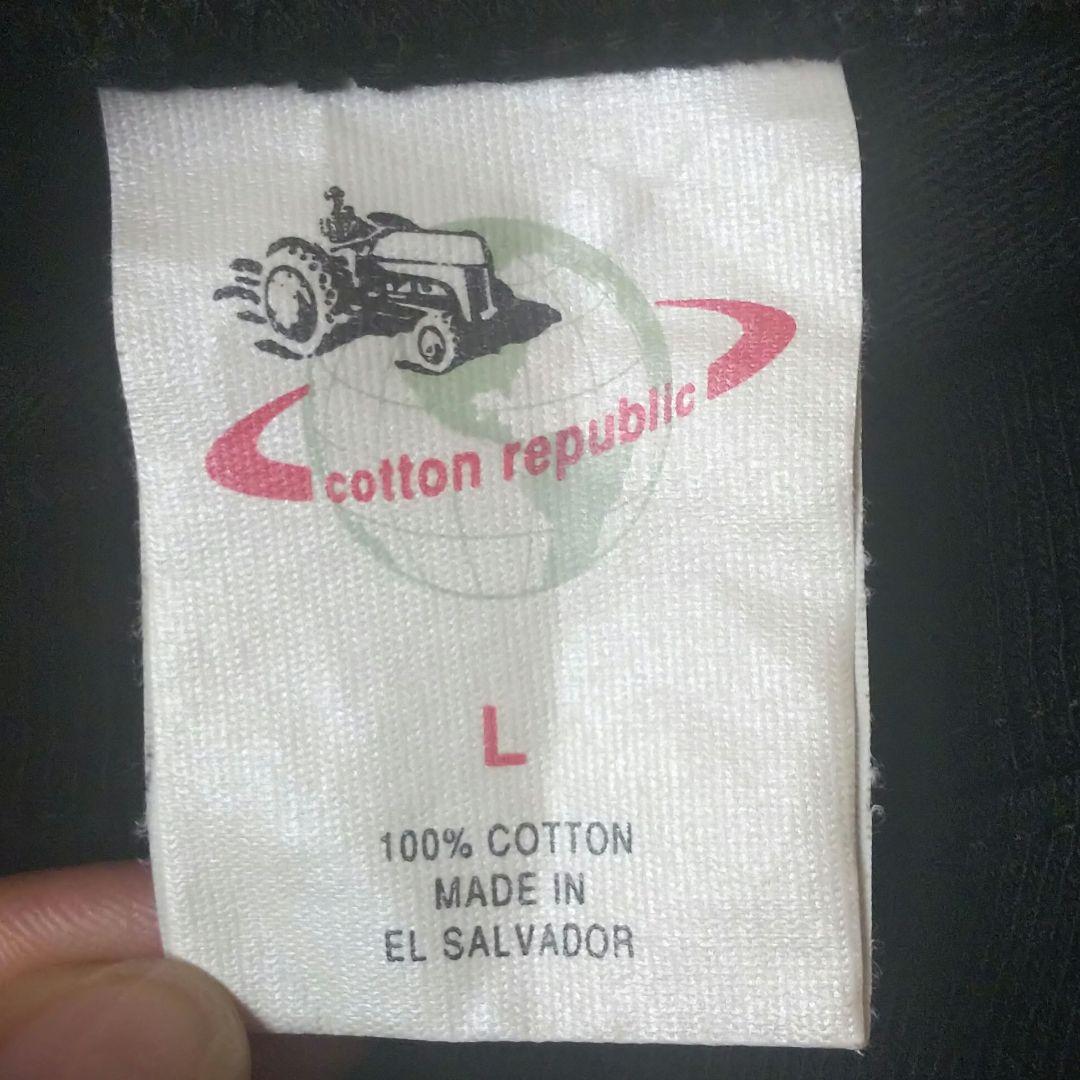 cotton republic
L
100% COTTON
MADE IN
EL SALVADOR